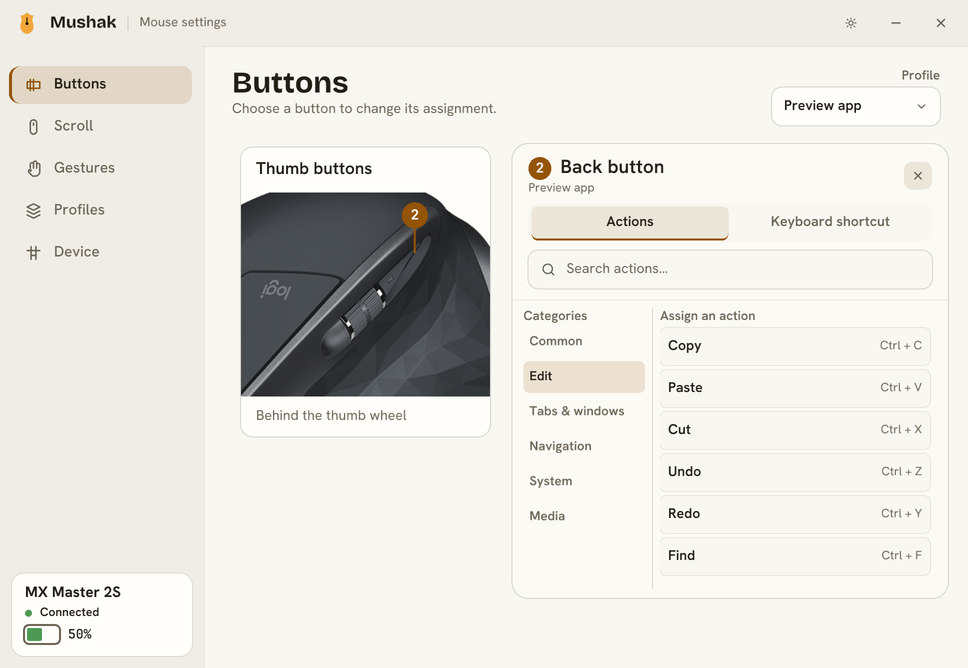 Mushak
Mouse settings
Buttons
Scroll
Gestures
Profiles
Device
MX Master 2S
Connected
50%
Buttons
Choose a button to change its assignment.
Profile
Preview app
Thumb buttons
2
logi
Behind the thumb wheel
2 Back button
Preview app
Actions
Keyboard shortcut
Search actions...
Categories
Common
Edit
Tabs & windows
Navigation
System
Media
Assign an action
Copy Ctrl + C
Paste Ctrl + V
Cut Ctrl + X
Undo Ctrl + Z
Redo Ctrl + Y
Find Ctrl + F